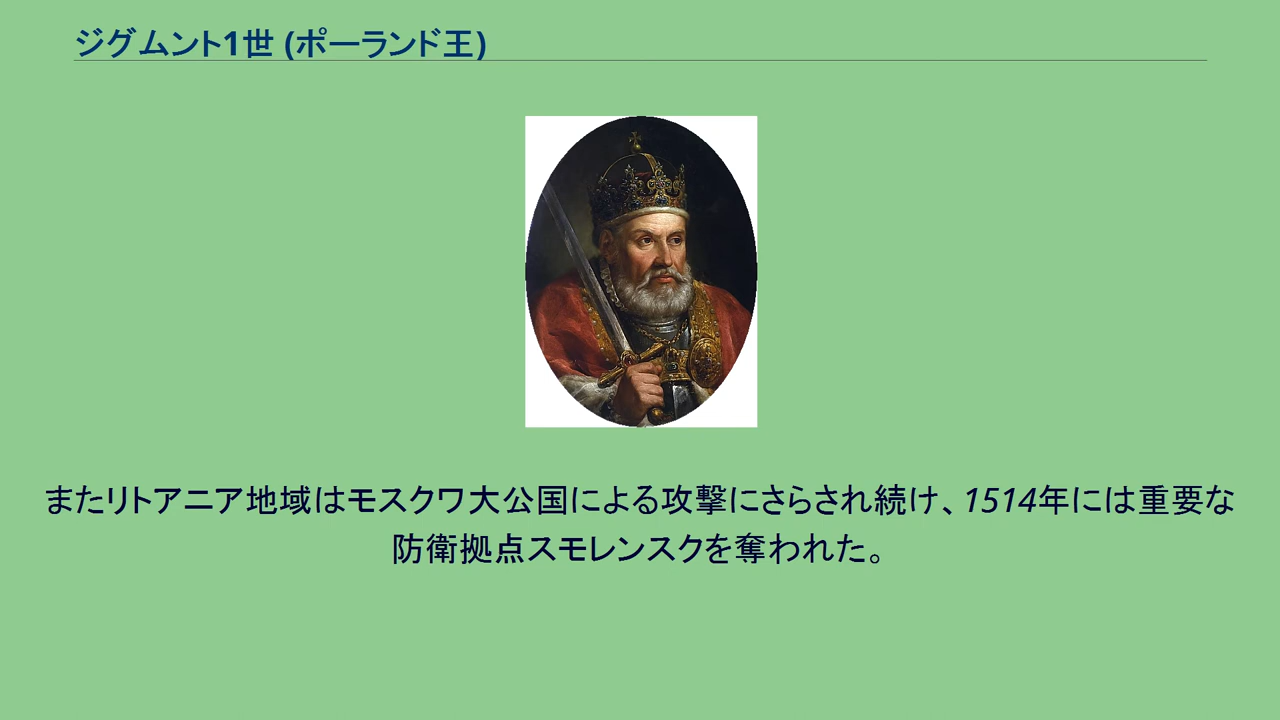 ジグムント1世 (ポーランド王)
またリトアニア地域はモスクワ大公国による攻撃にさらされ続け、1514年には重要な
防衛拠点スモレンスクを奪われた。